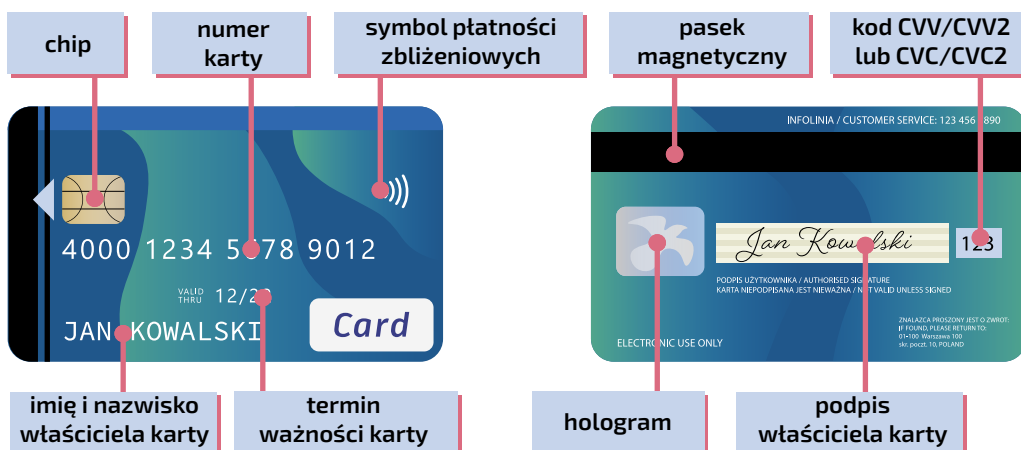 chip
numer
karty
symbol płatności
zbliżeniowych
pasek
magnetyczny
kod CVV/CVV2
lub CVC/CVC2
4000 1234 5678 9012
VALID
THRU
JAN KOWALSKI
Card
INFOLINIA / CUSTOMER SERVICE: 123 456 7890
Jan Kowalski
123
PODPIS UŻYTKOWNIKA / AUTHORISED SIGNATURE
KARTA NIEPODPISANA JEST NIEWAŻNA / NOT VALID UNLESS SIGNED
ELECTRONIC USE ONLY
ZNALAZCA PROSZONY JEST O ZWROT:
IF FOUND, PLEASE RETURN TO:
01-100 Warszawa 100
skr. poczt. 10, POLAND
imię i nazwisko
właściciela karty
termin
ważności karty
hologram
podpis
właściciela karty